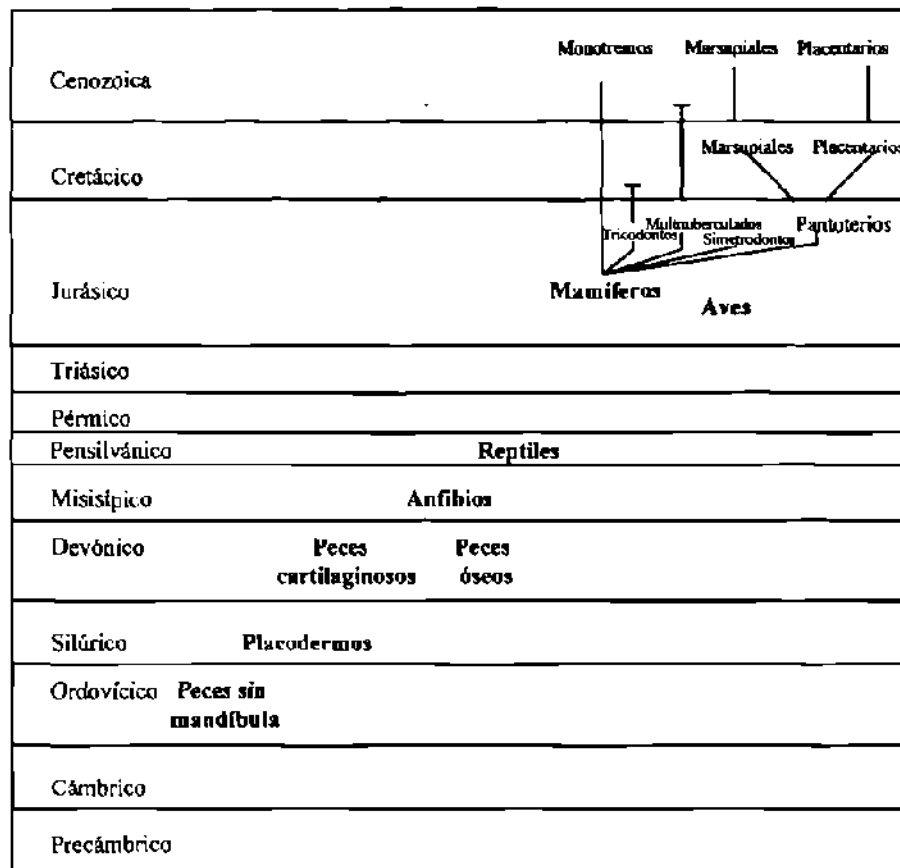 Monotremos Marsupiales Placentarios
Cenozóica
Marsupiales Placentarios
Cretácico
Multituberculados Pantoterios
Tricodontos Simetrodontos
Jurásico Mamíferos
Aves
Triásico
Pérmico
Pensilvánico Reptiles
Misisípico Anfibios
Devónico Peces Peces
cartilaginosos óseos
Silúrico Placodermos
Ordovícico Peces sin
mandíbula
Cámbrico
Precámbrico